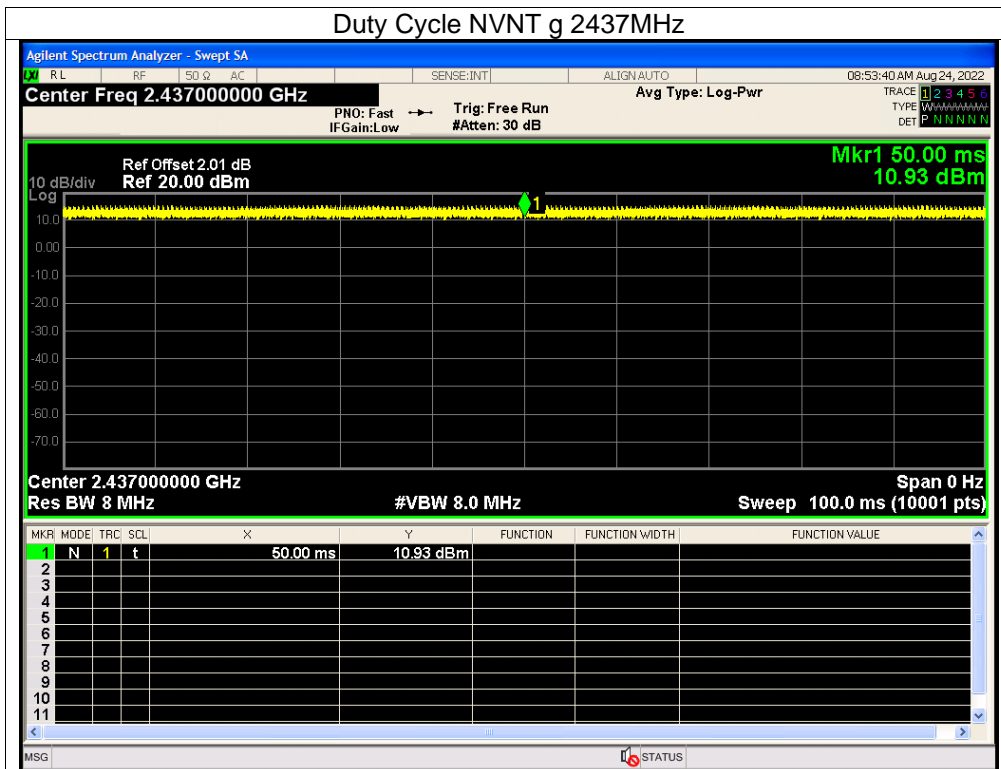 Duty Cycle NVNT g 2437MHz
Agilent Spectrum Analyzer - Swept SA
LXI RL RF 50 Ω AC SENSE:INT ALIGN AUTO 08:53:40 AM Aug 24, 2022
Center Freq 2.437000000 GHz Avg Type: Log-Pwr TRACE 1 2 3 4 5 6
PNO: Fast Trig: Free Run TYPE WWWWWW
IFGain:Low #Atten: 30 dB DET P N N N N N
Mkr1 50.00 ms
Ref Offset 2.01 dB
10 dB/div Ref 20.00 dBm 10.93 dBm
Log
1
10.0
0.00
-10.0
-20.0
-30.0
-40.0
-50.0
-60.0
-70.0
Center 2.437000000 GHz Span 0 Hz
Res BW 8 MHz #VBW 8.0 MHz Sweep 100.0 ms (10001 pts)
MKR MODE TRC SCL X Y FUNCTION FUNCTION WIDTH FUNCTION VALUE
1 N 1 t 50.00 ms 10.93 dBm
2
3
4
5
6
7
8
9
10
11
MSG STATUS